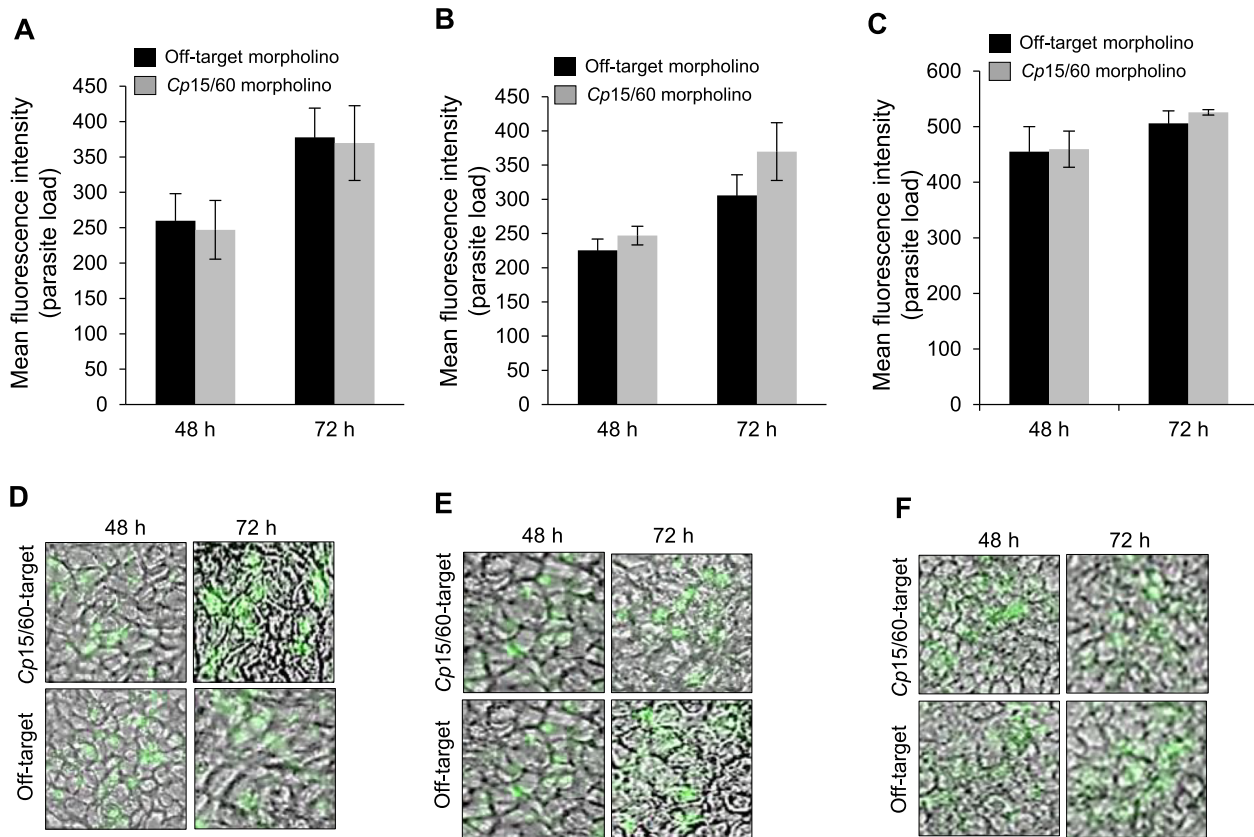 A
Off-target morpholino
Cp15/60 morpholino
Mean fluorescence intensity
(parasite load)
450
400
350
300
250
200
150
100
50
0
48 h
72 h
B
Off-target morpholino
Cp15/60 morpholino
Mean fluorescence intensity
(parasite load)
450
400
350
300
250
200
150
100
50
0
48 h
72 h
C
Off-target morpholino
Cp15/60 morpholino
Mean fluorescence intensity
(parasite load)
600
500
400
300
200
100
0
48 h
72 h
D
48 h
72 h
Cp15/60-target
Off-target
E
48 h
72 h
Cp15/60-target
Off-target
F
48 h
72 h
Cp15/60-target
Off-target